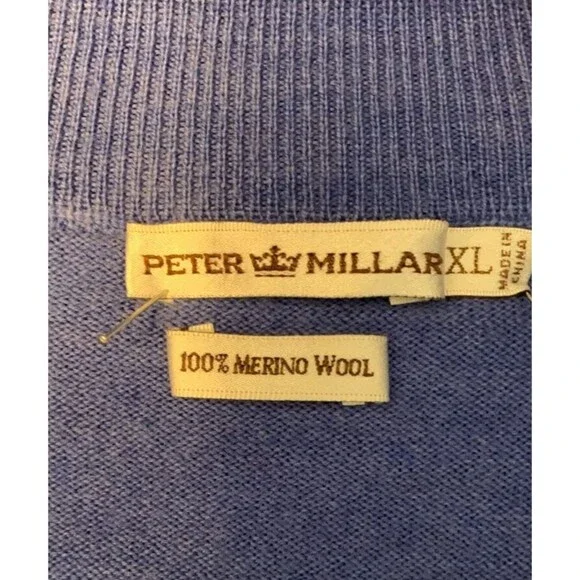 PETER MILLAR
XL
MADE IN
CHINA
100% MERINO WOOL